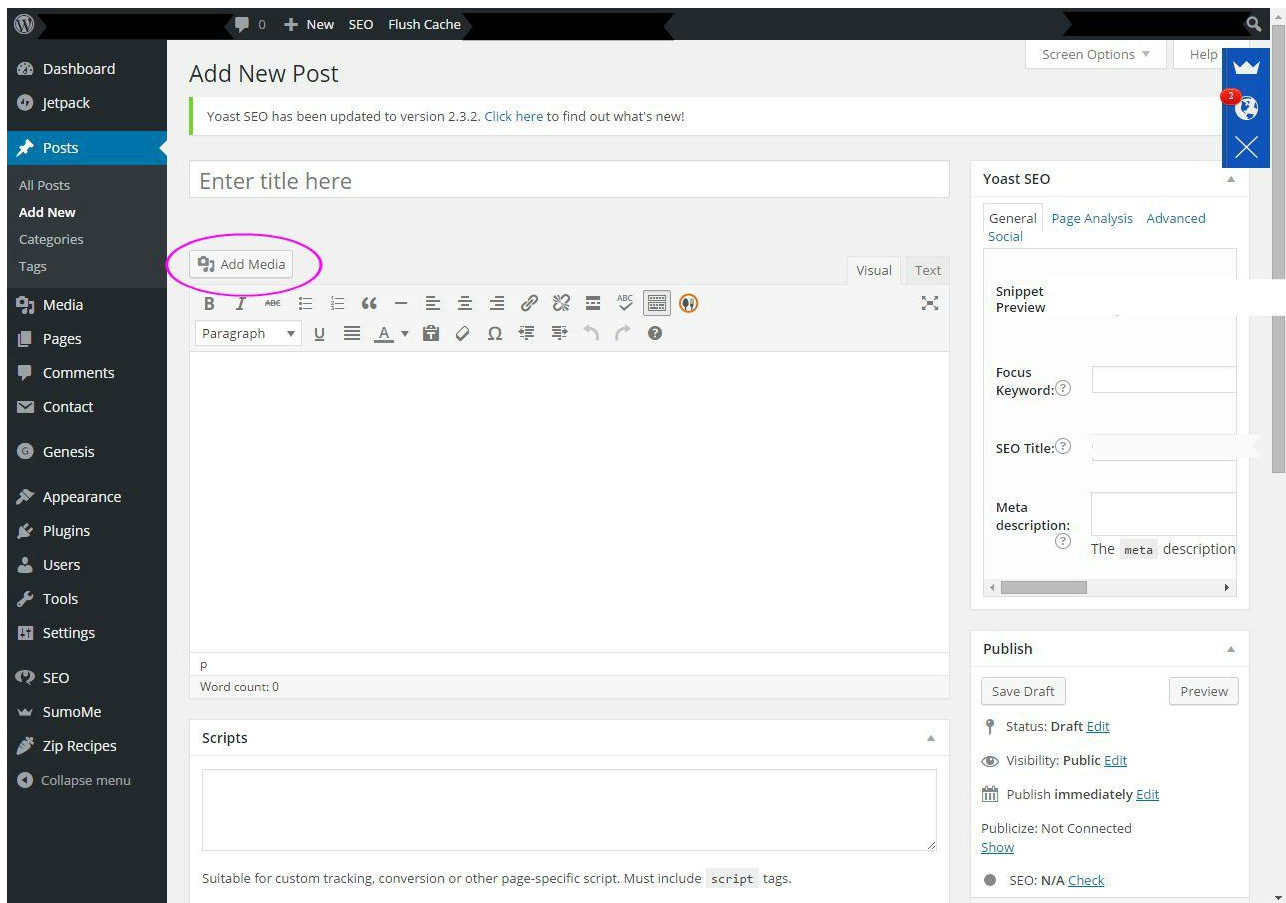 0 New SEO Flush Cache
Screen Options Help
Dashboard
Jetpack
Posts
All Posts
Add New
Categories
Tags
Media
Pages
Comments
Contact
G Genesis
Appearance
Plugins
Users
Tools
Settings
SEO
SumoMe
Zip Recipes
Collapse menu
Add New Post
Yoast SEO has been updated to version 2.3.2. Click here to find out what's new!
2
Enter title here
Add Media
Visual Text
B I ABC ABC
Paragraph U A Ω ?
p
Word count: 0
Scripts
Suitable for custom tracking, conversion or other page-specific script. Must include script tags.
Yoast SEO
General Page Analysis Advanced
Social
Snippet
Preview
Focus
Keyword: ?
SEO Title: ?
Meta
description:
?
The meta description
Publish
Save Draft Preview
Status: Draft Edit
Visibility: Public Edit
Publish immediately Edit
Publicize: Not Connected
Show
SEO: N/A Check